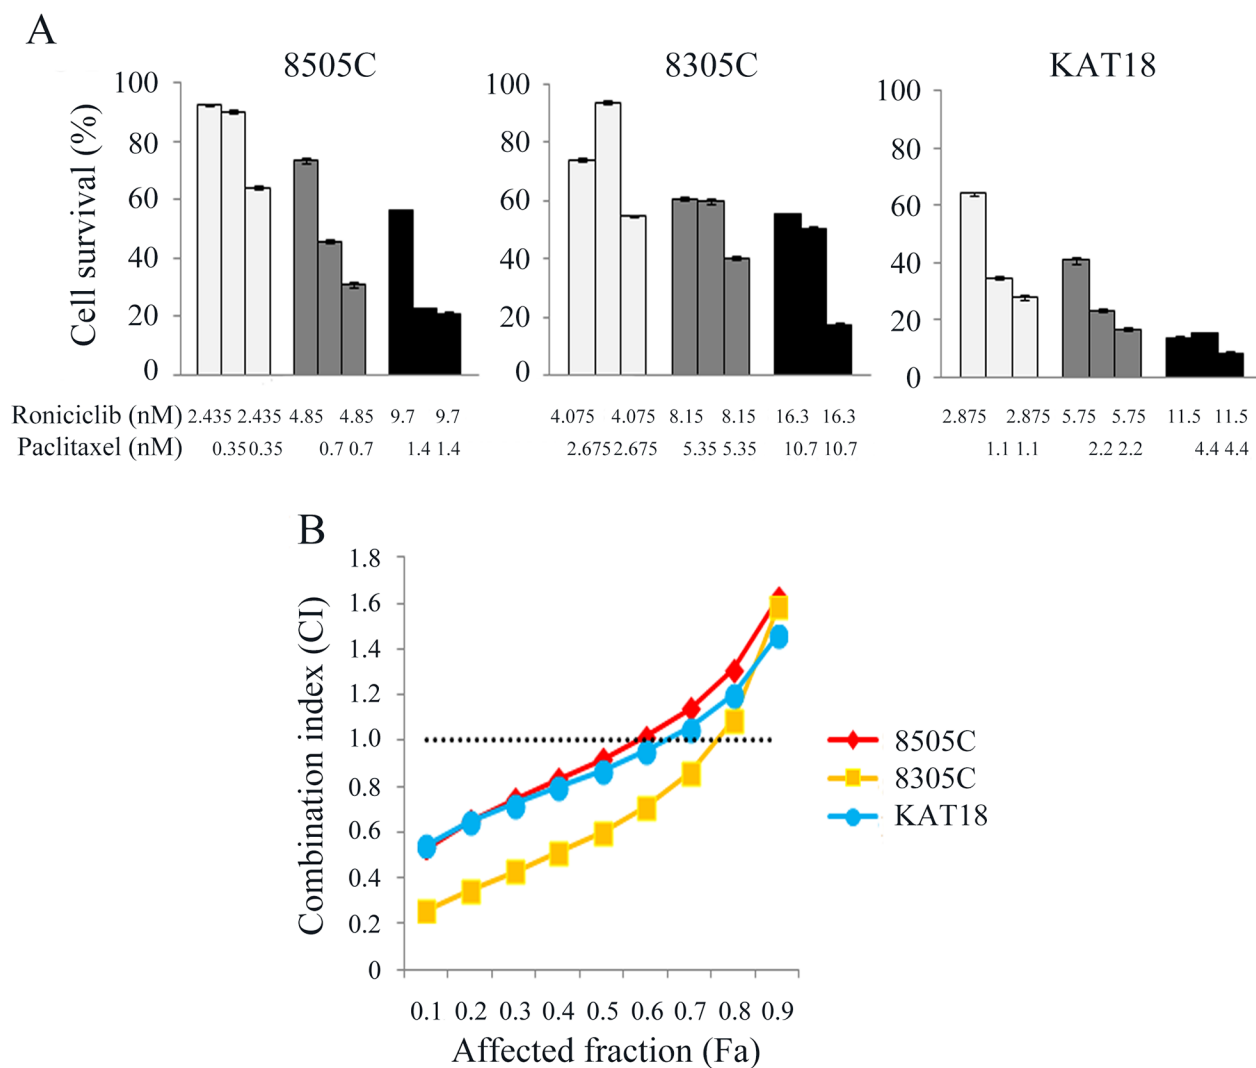 A
8505C
8305C
KAT18
Cell survival (%)
100
80
60
40
20
0
100
80
60
40
20
0
100
80
60
40
20
0
Roniciclib (nM) 2.435 2.435 4.85 4.85 9.7 9.7 4.075 4.075 8.15 8.15 16.3 16.3 2.875 2.875 5.75 5.75 11.5 11.5
Paclitaxel (nM) 0.35 0.35 0.7 0.7 1.4 1.4 2.675 2.675 5.35 5.35 10.7 10.7 1.1 1.1 2.2 2.2 4.4 4.4
B
Combination index (CI)
1.8
1.6
1.4
1.2
1.0
0.8
0.6
0.4
0.2
0
8505C
8305C
KAT18
0.1 0.2 0.3 0.4 0.5 0.6 0.7 0.8 0.9
Affected fraction (Fa)